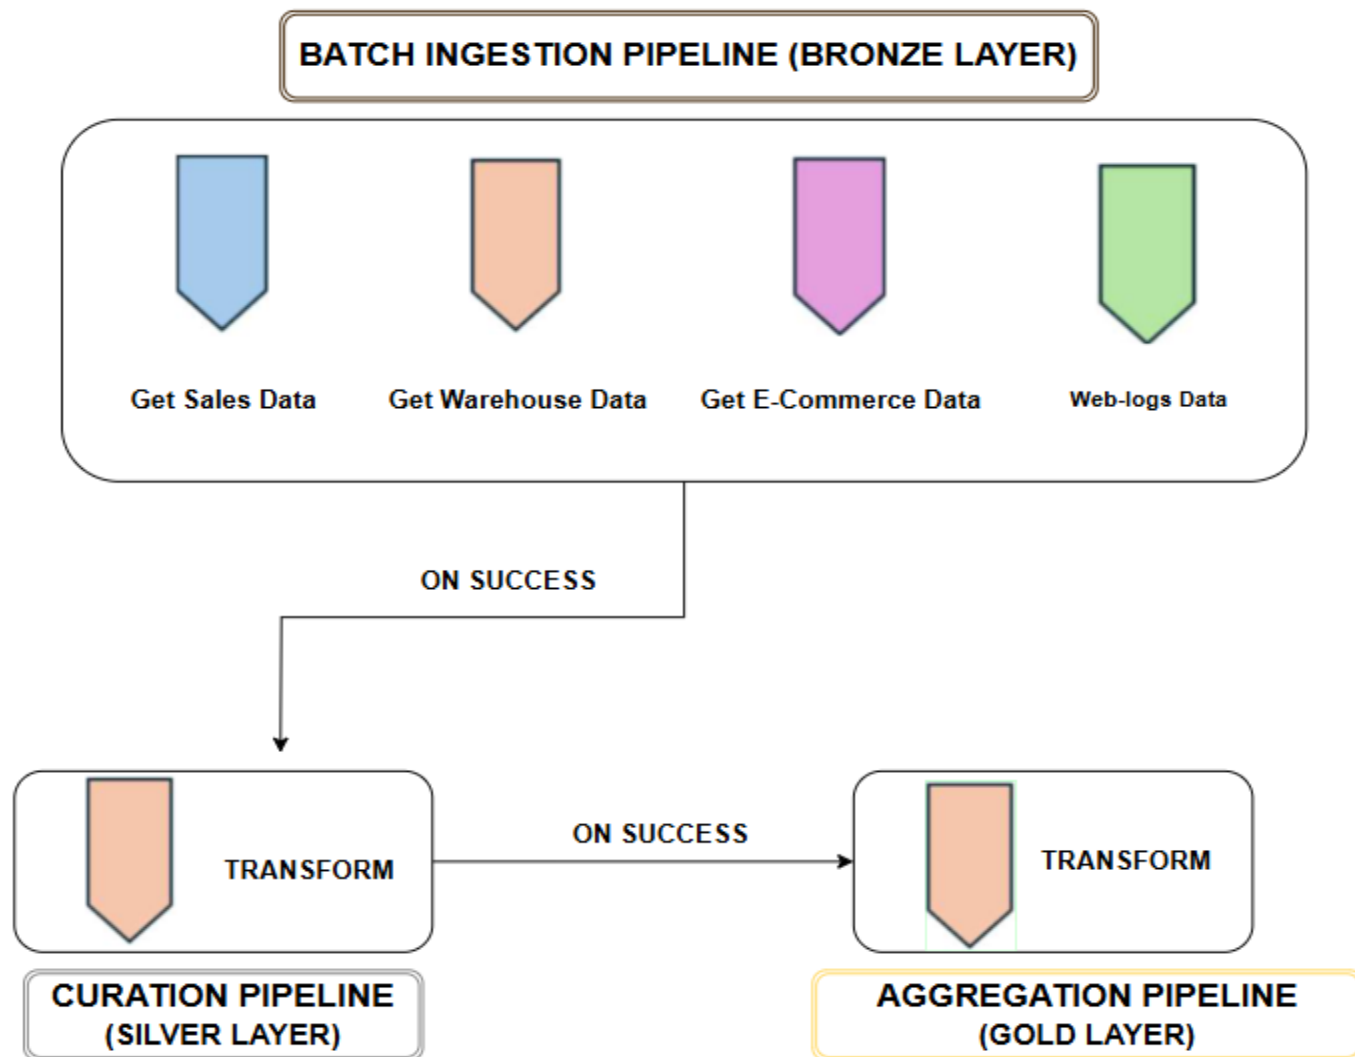 BATCH INGESTION PIPELINE (BRONZE LAYER)
Get Sales Data
Get Warehouse Data
Get E-Commerce Data
Web-logs Data
ON SUCCESS
TRANSFORM
ON SUCCESS
TRANSFORM
CURATION PIPELINE
(SILVER LAYER)
AGGREGATION PIPELINE
(GOLD LAYER)